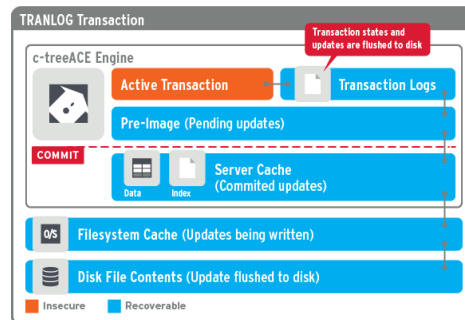 TRANLOG Transaction
Transaction states and
updates are flushed to disk
c-treeACE Engine
Active Transaction
Transaction Logs
Pre-Image (Pending updates)
COMMIT
Data
Index
Server Cache
(Commited updates)
O/S
Filesystem Cache (Updates being written)
Disk File Contents (Update flushed to disk)
Insecure
Recoverable